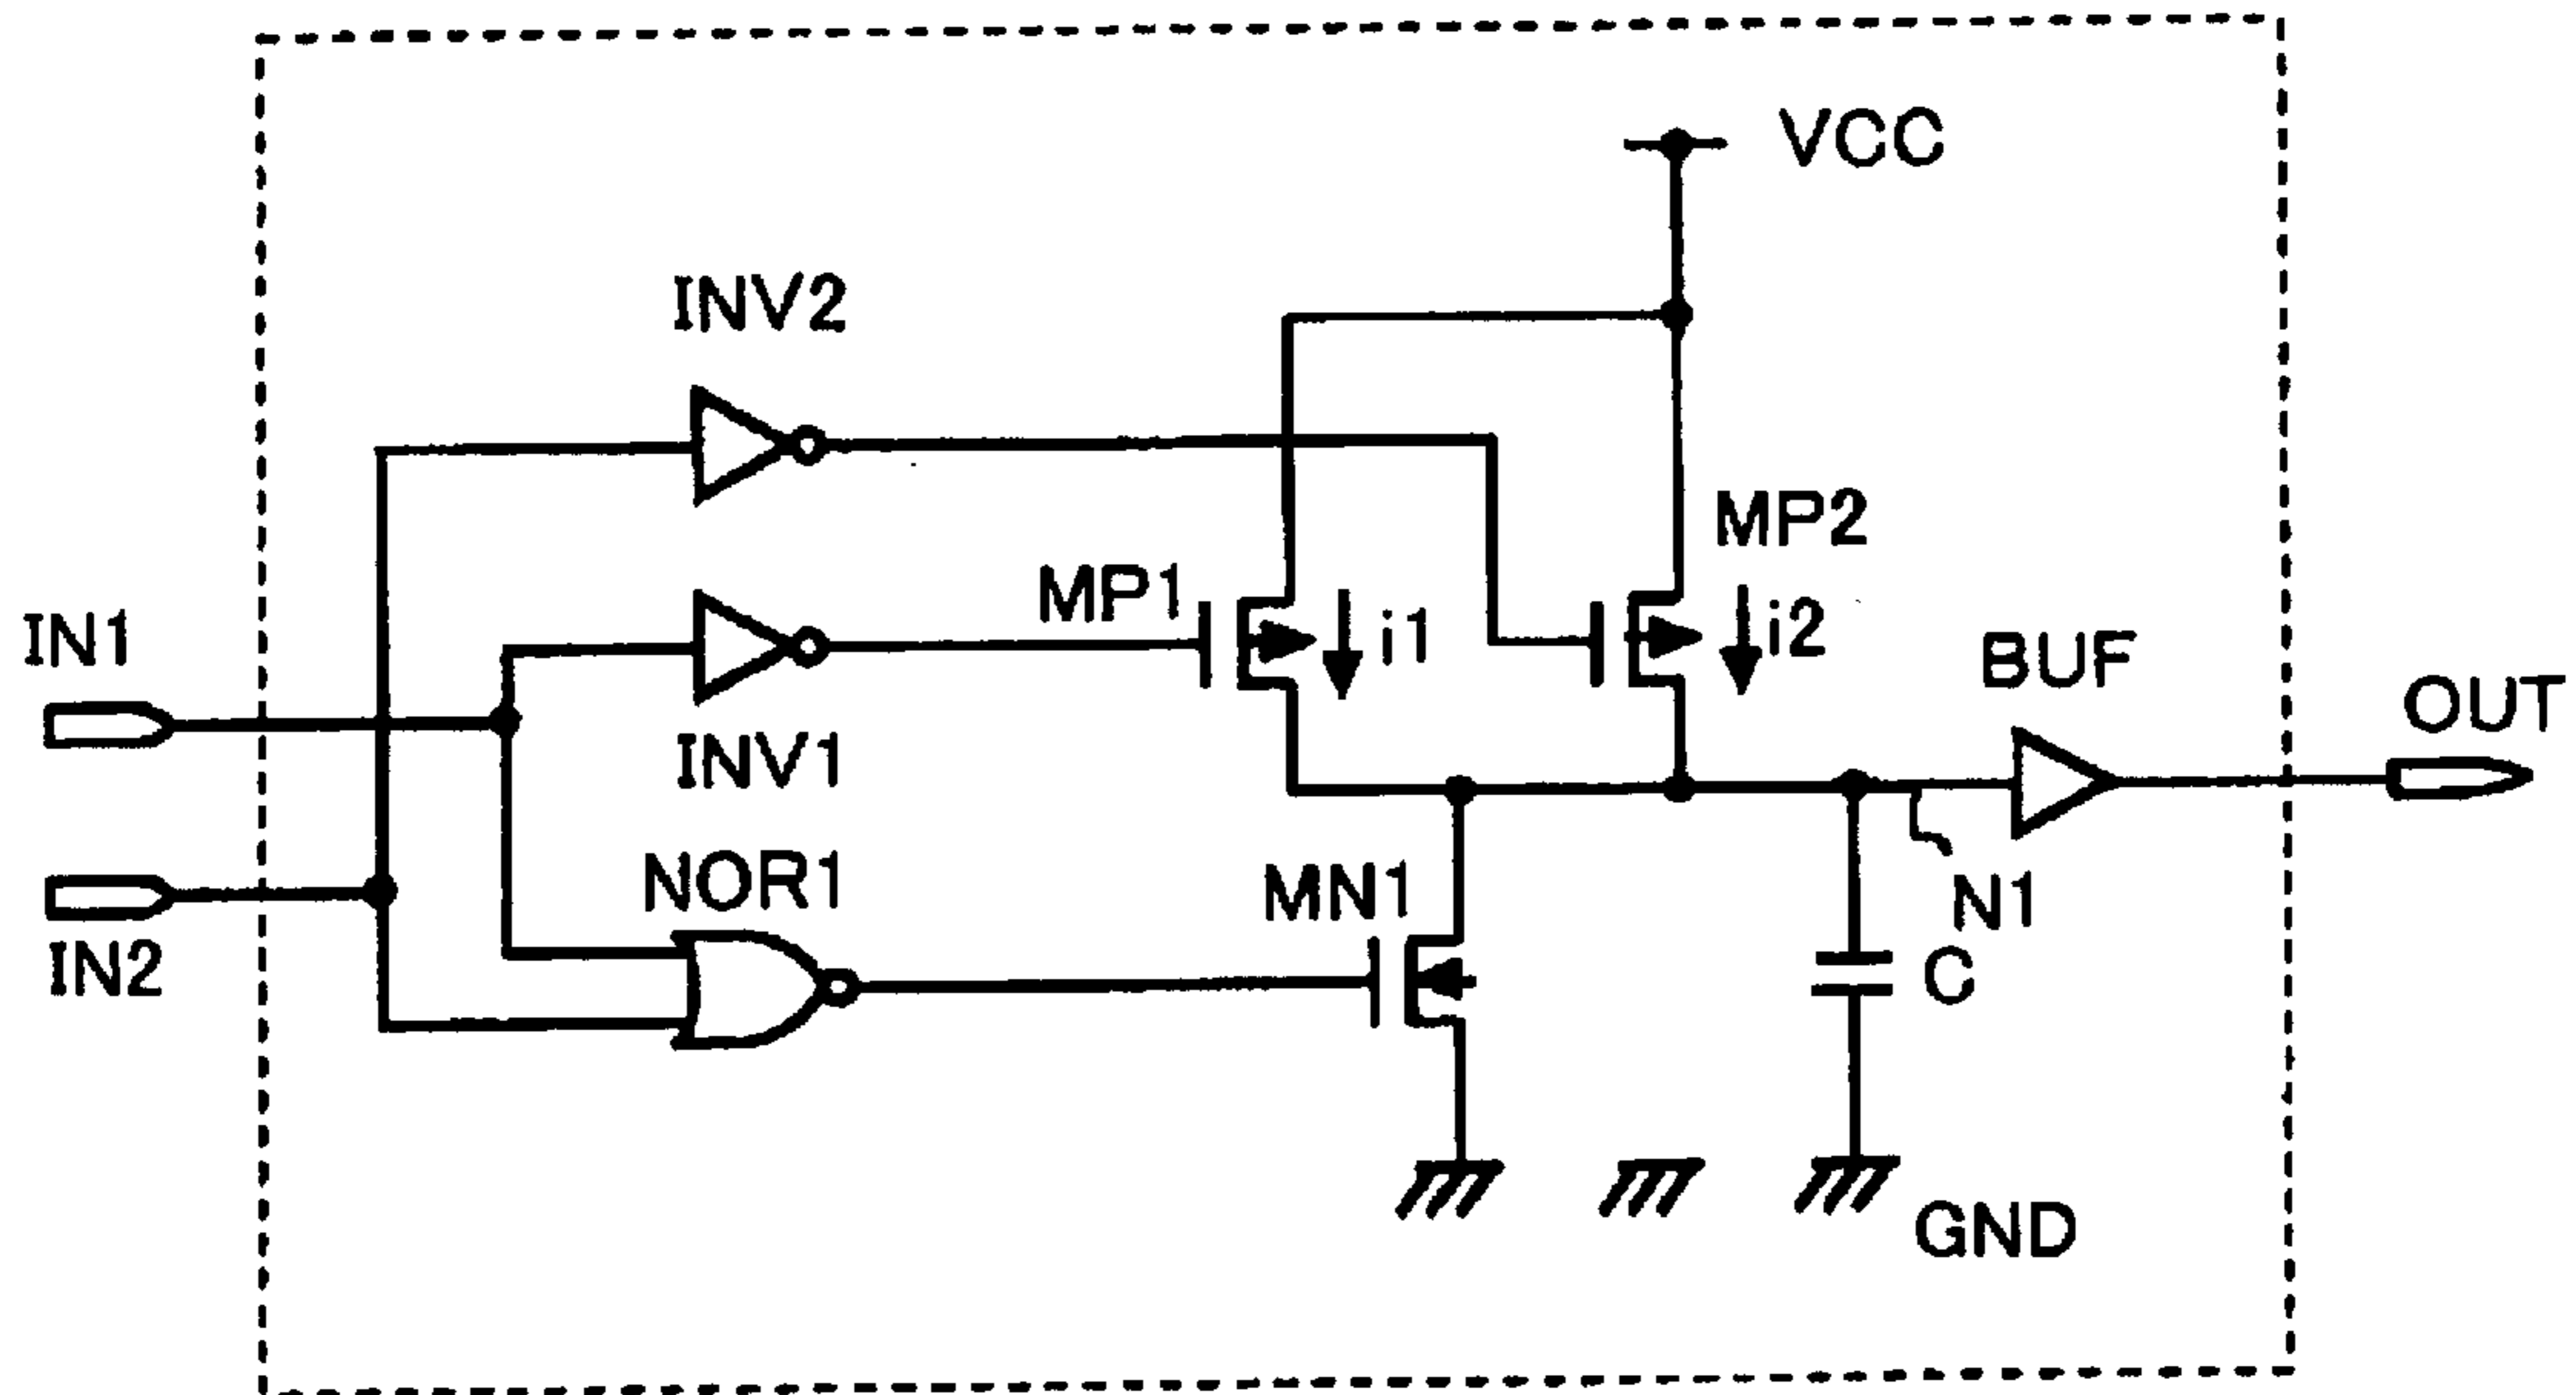 VCC
INV2
MP2
MP1
i1
i2
IN1
BUF
OUT
INV1
NOR1
MN1
N1
IN2
C
GND